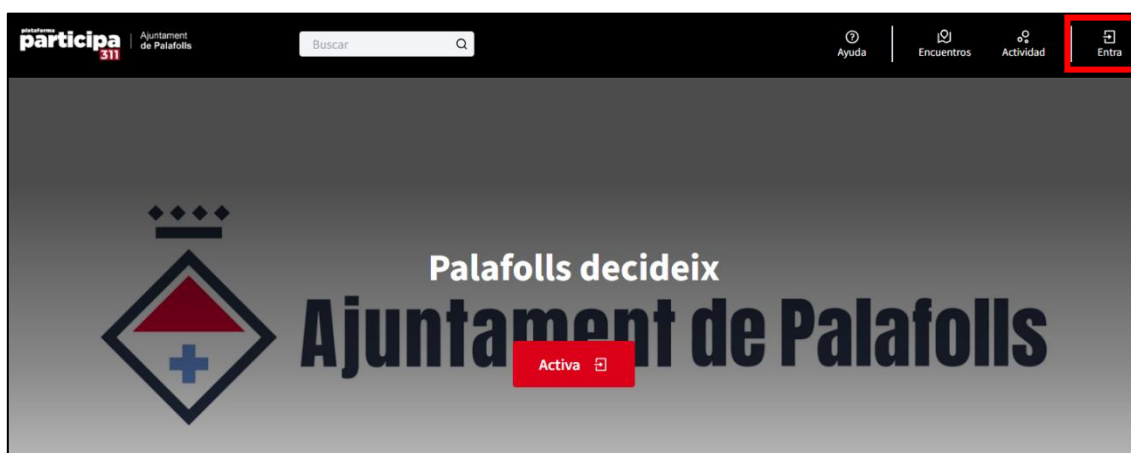 plataforma
participa
311
Ajuntament
de Palafolls
Buscar
Ayuda
Encuentros
Actividad
Entra
Palafolls decideix
Ajuntament de Palafolls
Activa